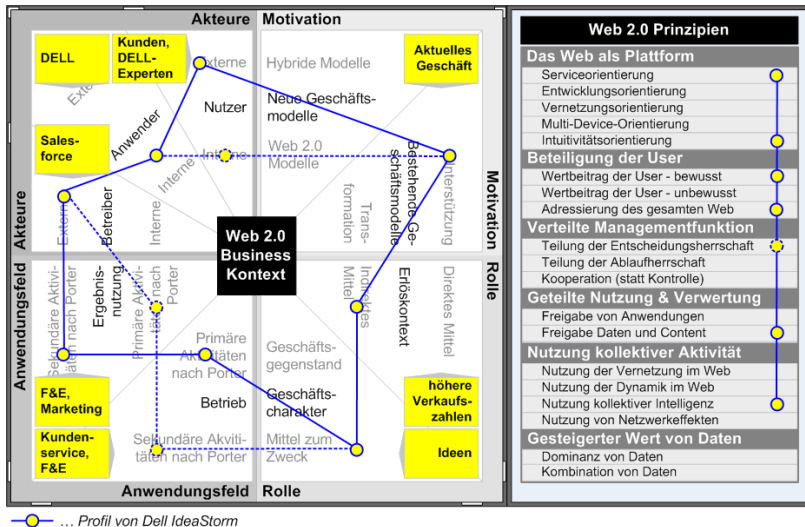 Akteure
Motivation
DELL
Kunden,
DELL-
Experten
Externe
Hybride Modelle
Aktuelles
Geschäft
Nutzer
Neue Geschäfts-
modelle
Sales-
force
Anwender
Interne
Web 2.0
Modelle
Bestehende Ge-
schäftsmodelle
Unterstützung
Trans-
formation
Interne
Externe
Betreiber
Interne
Akteure
Motivation
Web 2.0
Business
Kontext
Anwendungsfeld
Rolle
Sekundäre Aktivi-
täten nach Porter
Ergebnis-
nutzung
Primäre Aktivi-
täten nach
Porter
Indirektes
Mittel
Erlöskontext
Direktes Mittel
Primäre
Aktivitäten
nach Porter
Geschäfts-
gegenstand
F&E,
Marketing
Betrieb
Geschäfts-
charakter
höhere
Verkaufs-
zahlen
Kunden-
service,
F&E
Sekundäre Akviti-
täten nach Porter
Mittel zum
Zweck
Ideen
Anwendungsfeld
Rolle
... Profil von Dell IdeaStorm
Web 2.0 Prinzipien
Das Web als Plattform
Serviceorientierung
Entwicklungsorientierung
Vernetzungsorientierung
Multi-Device-Orientierung
Intuitivitätsorientierung
Beteiligung der User
Wertbeitrag der User - bewusst
Wertbeitrag der User - unbewusst
Adressierung des gesamten Web
Verteilte Managementfunktion
Teilung der Entscheidungsherrschaft
Teilung der Ablaufherrschaft
Kooperation (statt Kontrolle)
Geteilte Nutzung & Verwertung
Freigabe von Anwendungen
Freigabe Daten und Content
Nutzung kollektiver Aktivität
Nutzung der Vernetzung im Web
Nutzung der Dynamik im Web
Nutzung kollektiver Intelligenz
Nutzung von Netzwerkeffekten
Gesteigerter Wert von Daten
Dominanz von Daten
Kombination von Daten